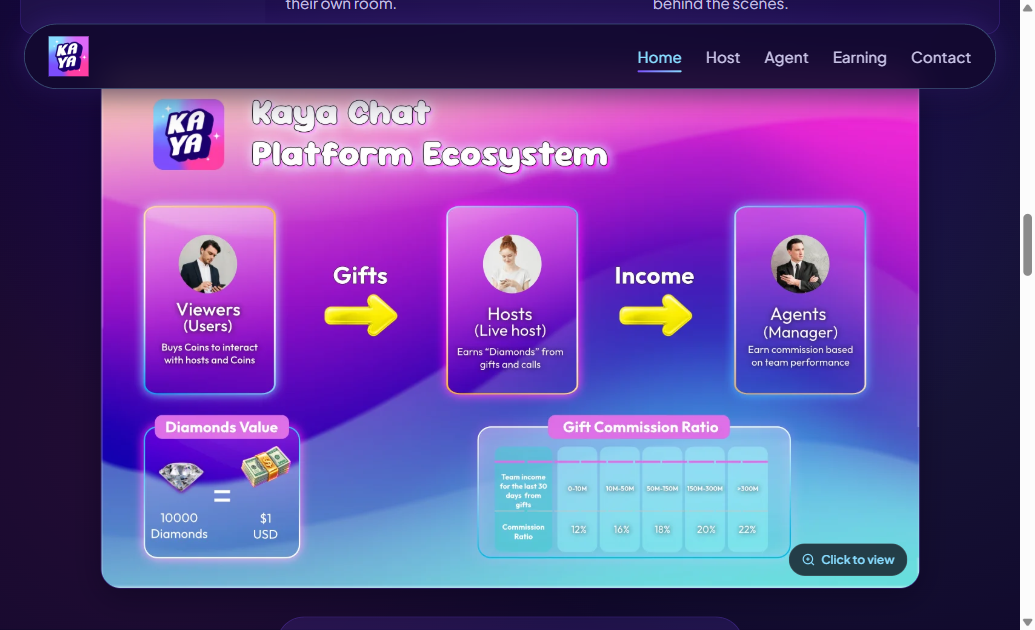 their own room.
behind the scenes.
KA
YA
Home
Host
Agent
Earning
Contact
KA
YA
Kaya Chat
Platform Ecosystem
Viewers
(Users)
Buys Coins to interact
with hosts and Coins
Gifts
Hosts
(Live host)
Earns “Diamonds” from
gifts and calls
Income
Agents
(Manager)
Earn commission based
on team performance
Diamonds Value
10000
Diamonds
=
$1
USD
Gift Commission Ratio
Team income
for the last 30
days from
gifts
0-10M
10M-50M
50M-150M
150M-300M
>300M
Commission
Ratio
12%
16%
18%
20%
22%
Click to view